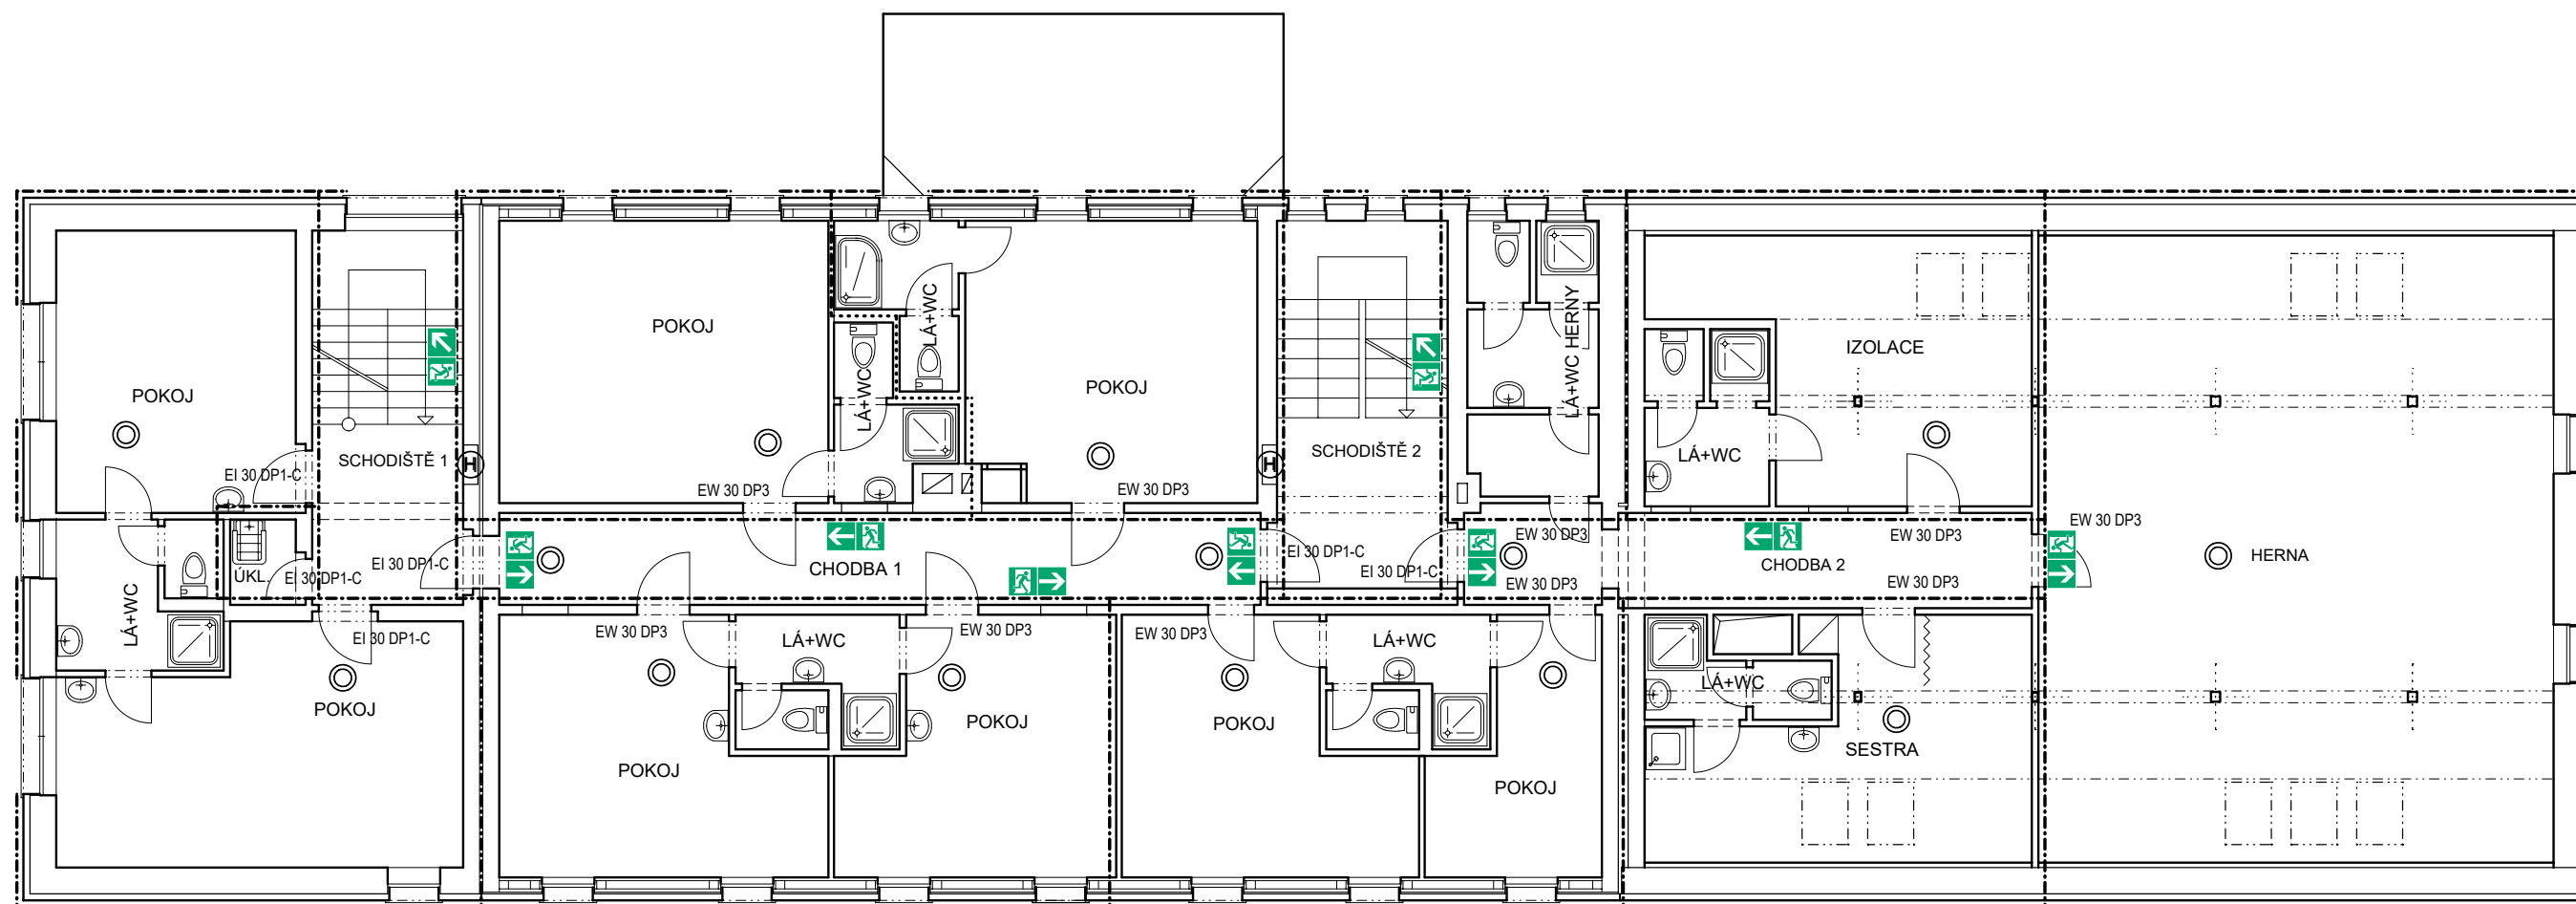 POKOJ
EI 30 DP1-C
SCHODIŠTĚ 1
H
POKOJ
EW 30 DP3
LÁ+WC
LÁ+WC
POKOJ
EW 30 DP3
H
SCHODIŠTĚ 2
LÁ+WC HERNY
IZOLACE
LÁ+WC
EW 30 DP3
EW 30 DP3
EW 30 DP3
HERNA
LÁ+WC
ÚKL.
EI 30 DP1-C
EI 30 DP1-C
CHODBA 1
EI 30 DP1-C
EI 30 DP1-C
EW 30 DP3
CHODBA 2
EW 30 DP3
EI 30 DP1-C
POKOJ
EW 30 DP3
LÁ+WC
EW 30 DP3
POKOJ
POKOJ
EW 30 DP3
LÁ+WC
POKOJ
POKOJ
LÁ+WC
SESTRA